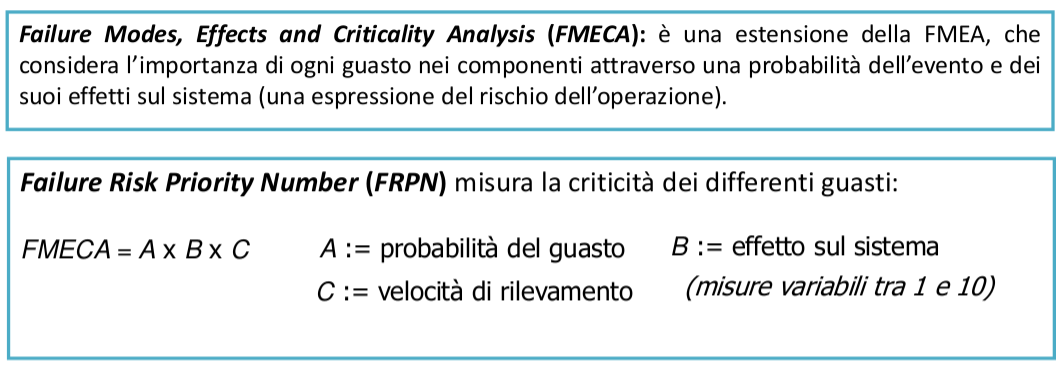 Failure Modes, Effects and Criticality Analysis (FMECA): è una estensione della FMEA, che
considera l’importanza di ogni guasto nei componenti attraverso una probabilità dell’evento e dei
suoi effetti sul sistema (una espressione del rischio dell’operazione).
Failure Risk Priority Number (FRPN) misura la criticità dei differenti guasti:
FMECA = A x B x C A := probabilità del guasto B := effetto sul sistema
C := velocità di rilevamento (misure variabili tra 1 e 10)